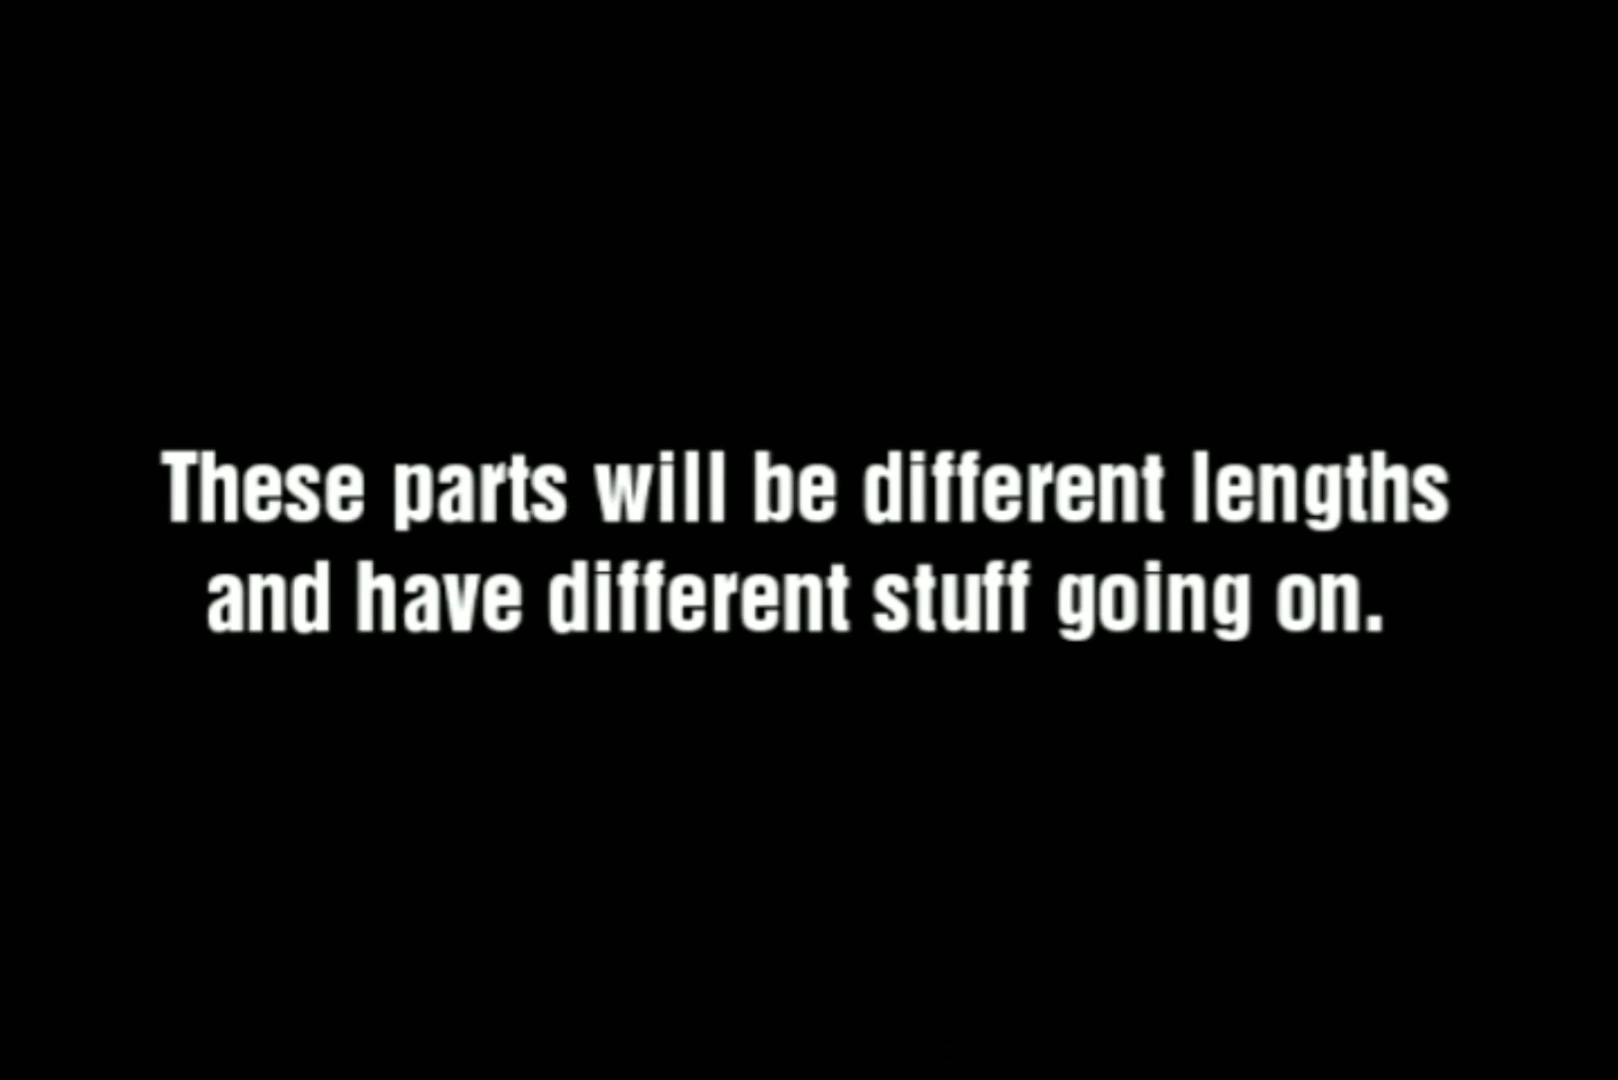 These parts will be different lengths
and have different stuff going on.